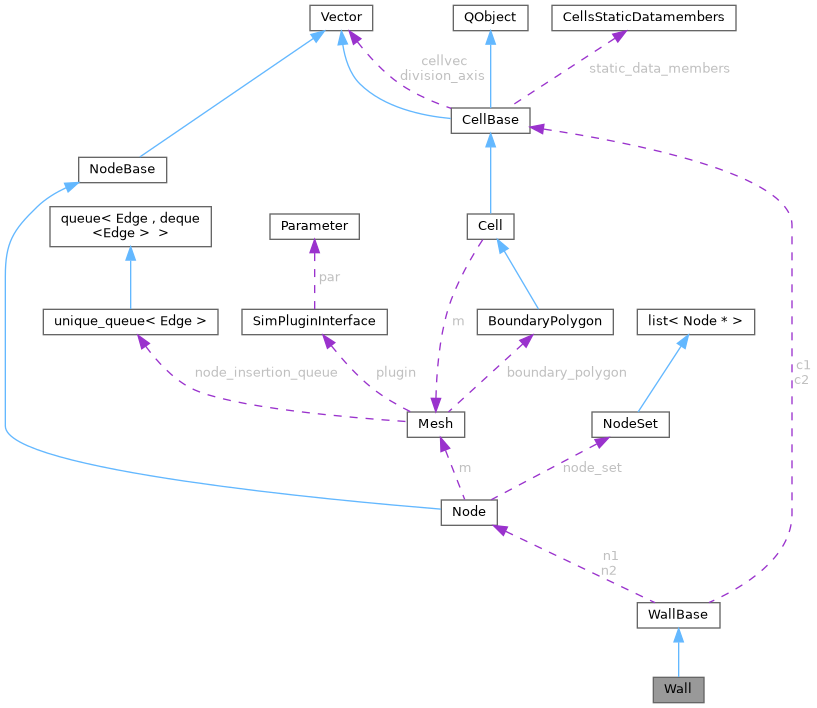 Vector
QObject
CellsStaticDatamembers
cellvec
division_axis
static_data_members
CellBase
NodeBase
queue< Edge , deque
<Edge >  >
Parameter
Cell
par
unique_queue< Edge >
SimPluginInterface
m
BoundaryPolygon
list< Node * >
c1
c2
node_insertion_queue
plugin
boundary_polygon
Mesh
NodeSet
m
node_set
Node
n1
n2
WallBase
Wall